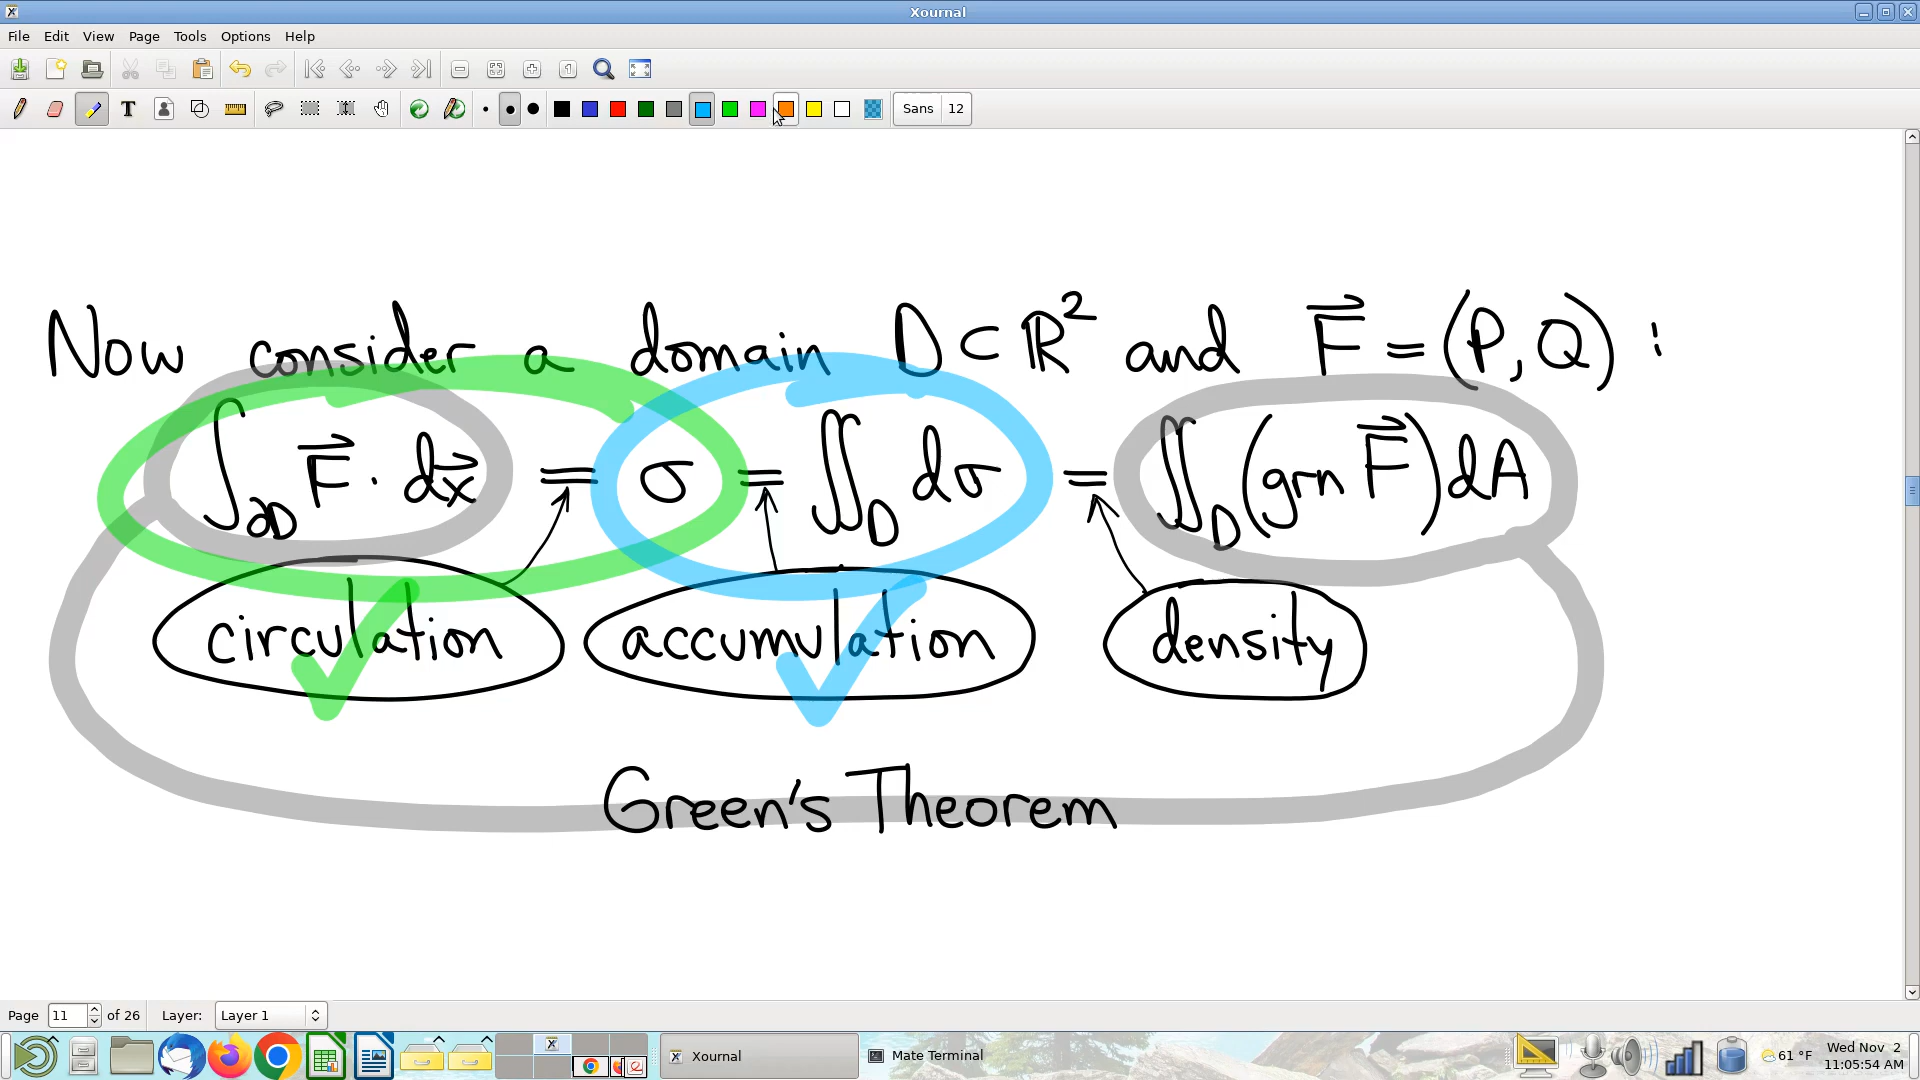 Xournal
File Edit View Page Tools Options Help
Sans 12
Now consider a domain D ⊂ ℝ² and F⃗ = (P, Q) :
∫_∂D F⃗ · dx⃗ = σ = ∬_D dσ = ∬_D (grn F⃗) dA
circulation accumulation density
Green's Theorem
Page 11 of 26 Layer: Layer 1
Xournal Mate Terminal 61 °F Wed Nov 2
11:05:54 AM